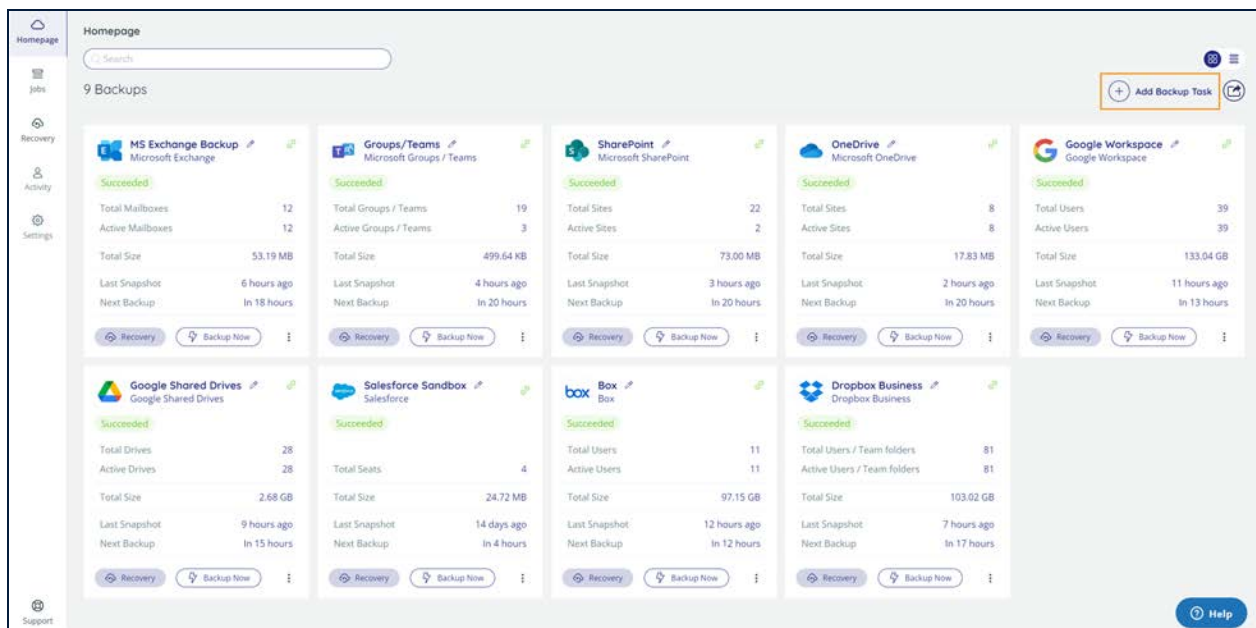 Homepage
Jobs
Recovery
Activity
Settings
Support
Homepage
Search
9 Backups
Add Backup Task
MS Exchange Backup
Microsoft Exchange
Succeeded
Total Mailboxes 12
Active Mailboxes 12
Total Size 53.19 MB
Last Snapshot 6 hours ago
Next Backup In 18 hours
Recovery Backup Now
Groups/Teams
Microsoft Groups / Teams
Succeeded
Total Groups / Teams 19
Active Groups / Teams 3
Total Size 499.64 KB
Last Snapshot 4 hours ago
Next Backup In 20 hours
Recovery Backup Now
SharePoint
Microsoft SharePoint
Succeeded
Total Sites 22
Active Sites 2
Total Size 73.00 MB
Last Snapshot 3 hours ago
Next Backup In 20 hours
Recovery Backup Now
OneDrive
Microsoft OneDrive
Succeeded
Total Sites 8
Active Sites 8
Total Size 17.83 MB
Last Snapshot 2 hours ago
Next Backup In 20 hours
Recovery Backup Now
Google Workspace
Google Workspace
Succeeded
Total Users 39
Active Users 39
Total Size 133.04 GB
Last Snapshot 11 hours ago
Next Backup In 13 hours
Recovery Backup Now
Google Shared Drives
Google Shared Drives
Succeeded
Total Drives 28
Active Drives 28
Total Size 2.68 GB
Last Snapshot 9 hours ago
Next Backup In 15 hours
Recovery Backup Now
Salesforce Sandbox
Salesforce
Succeeded
Total Seats 4
Total Size 24.72 MB
Last Snapshot 14 days ago
Next Backup In 4 hours
Recovery Backup Now
box Box
Box
Succeeded
Total Users 11
Active Users 11
Total Size 97.15 GB
Last Snapshot 12 hours ago
Next Backup In 12 hours
Recovery Backup Now
Dropbox Business
Dropbox Business
Succeeded
Total Users / Team folders 81
Active Users / Team folders 81
Total Size 103.02 GB
Last Snapshot 7 hours ago
Next Backup In 17 hours
Recovery Backup Now
Help